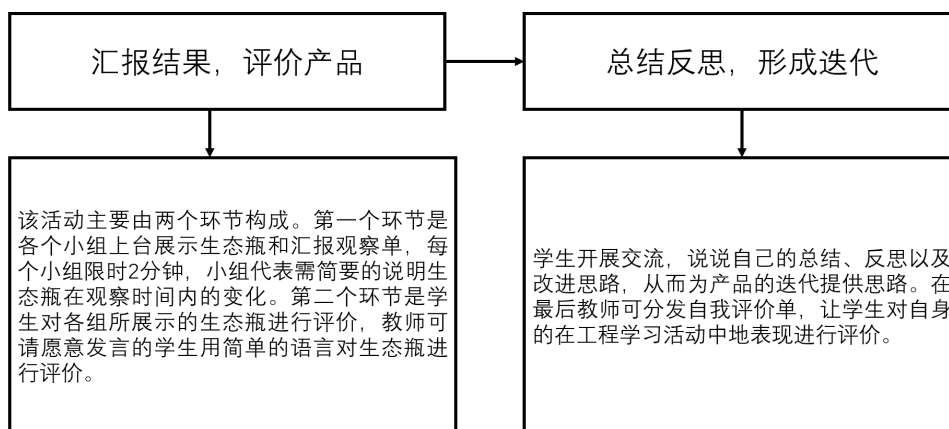 汇报结果，评价产品
总结反思，形成迭代
该活动主要由两个环节构成。第一个环节是
各个小组上台展示生态瓶和汇报观察单，每
个小组限时2分钟，小组代表需简要的说明生
态瓶在观察时间内的变化。第二个环节是学
生对各组所展示的生态瓶进行评价，教师可
请愿意发言的学生用简单的语言对生态瓶进
行评价。
学生开展交流，说说自己的总结、反思以及
改进思路，从而为产品的迭代提供思路。在
最后教师可分发自我评价单，让学生对自身
的在工程学习活动中地表现进行评价。